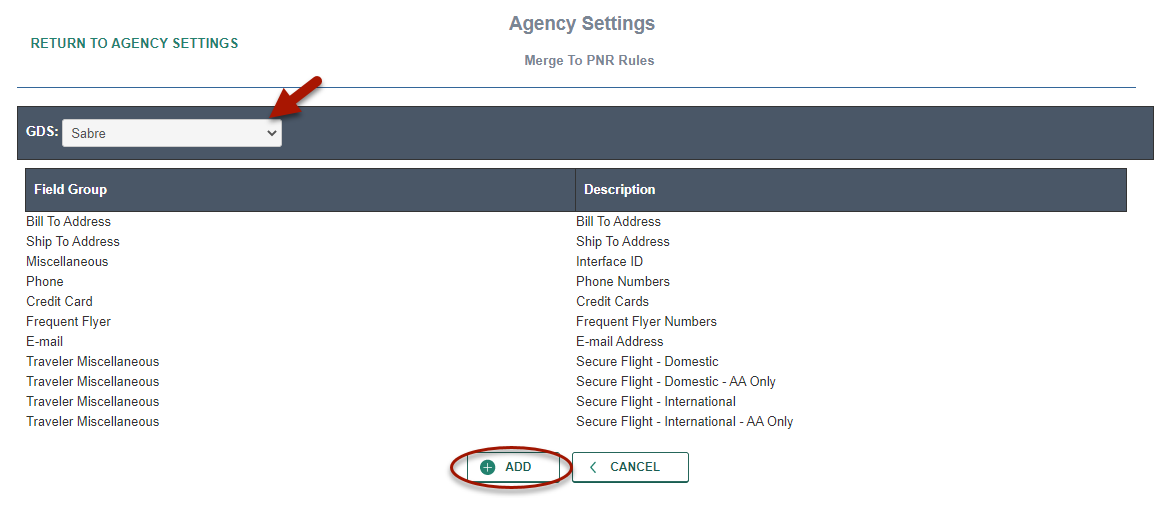 Agency Settings
RETURN TO AGENCY SETTINGS
Merge To PNR Rules
GDS: Sabre
Field Group Description
Bill To Address Bill To Address
Ship To Address Ship To Address
Miscellaneous Interface ID
Phone Phone Numbers
Credit Card Credit Cards
Frequent Flyer Frequent Flyer Numbers
E-mail E-mail Address
Traveler Miscellaneous Secure Flight - Domestic
Traveler Miscellaneous Secure Flight - Domestic - AA Only
Traveler Miscellaneous Secure Flight - International
Traveler Miscellaneous Secure Flight - International - AA Only
ADD CANCEL